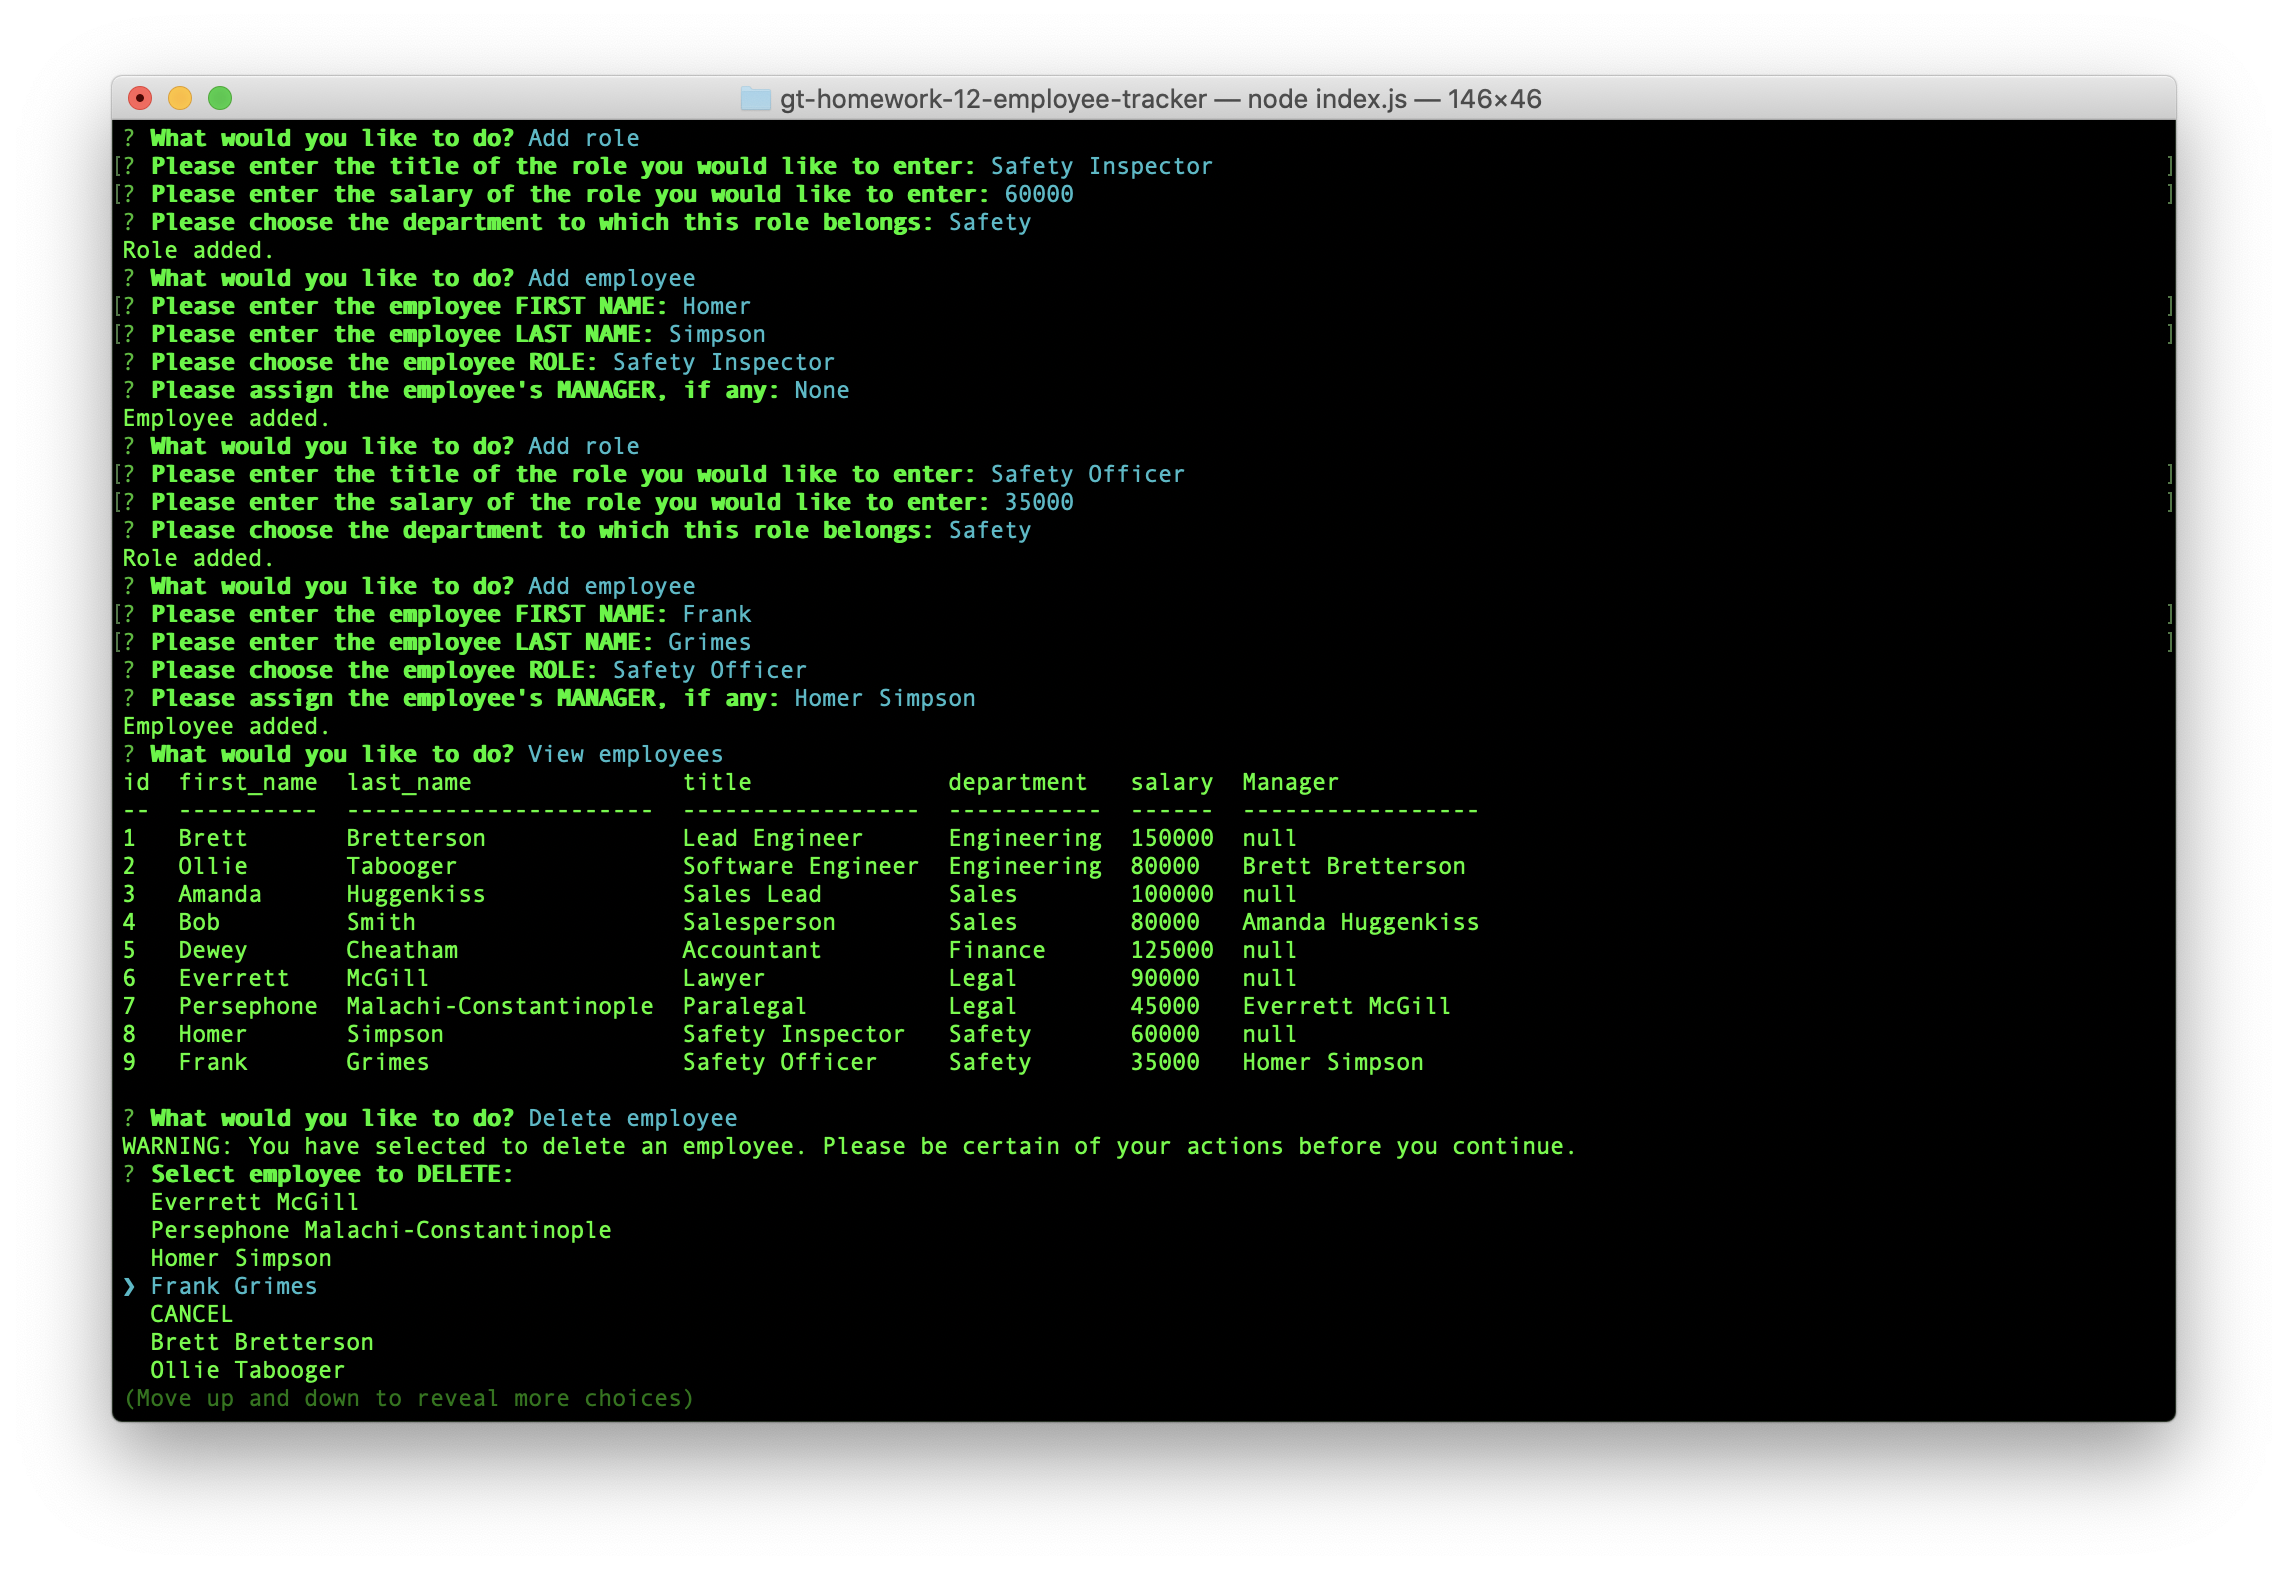 gt-homework-12-employee-tracker — node index.js — 146×46
? What would you like to do? Add role
[? Please enter the title of the role you would like to enter: Safety Inspector ]
[? Please enter the salary of the role you would like to enter: 60000 ]
? Please choose the department to which this role belongs: Safety
Role added.
? What would you like to do? Add employee
[? Please enter the employee FIRST NAME: Homer ]
[? Please enter the employee LAST NAME: Simpson ]
? Please choose the employee ROLE: Safety Inspector
? Please assign the employee's MANAGER, if any: None
Employee added.
? What would you like to do? Add role
[? Please enter the title of the role you would like to enter: Safety Officer ]
[? Please enter the salary of the role you would like to enter: 35000 ]
? Please choose the department to which this role belongs: Safety
Role added.
? What would you like to do? Add employee
[? Please enter the employee FIRST NAME: Frank ]
[? Please enter the employee LAST NAME: Grimes ]
? Please choose the employee ROLE: Safety Officer
? Please assign the employee's MANAGER, if any: Homer Simpson
Employee added.
? What would you like to do? View employees
id  first_name  last_name               title              department   salary  Manager
--  ----------  ----------------------  -----------------  -----------  ------  -----------------
1   Brett       Bretterson              Lead Engineer      Engineering  150000  null
2   Ollie       Tabooger                Software Engineer  Engineering  80000   Brett Bretterson
3   Amanda      Huggenkiss              Sales Lead         Sales        100000  null
4   Bob         Smith                   Salesperson        Sales        80000   Amanda Huggenkiss
5   Dewey       Cheatham                Accountant         Finance      125000  null
6   Everrett    McGill                  Lawyer             Legal        90000   null
7   Persephone  Malachi-Constantinople  Paralegal          Legal        45000   Everrett McGill
8   Homer       Simpson                 Safety Inspector   Safety       60000   null
9   Frank       Grimes                  Safety Officer     Safety       35000   Homer Simpson
? What would you like to do? Delete employee
WARNING: You have selected to delete an employee. Please be certain of your actions before you continue.
? Select employee to DELETE:
Everrett McGill
Persephone Malachi-Constantinople
Homer Simpson
❯ Frank Grimes
CANCEL
Brett Bretterson
Ollie Tabooger
(Move up and down to reveal more choices)